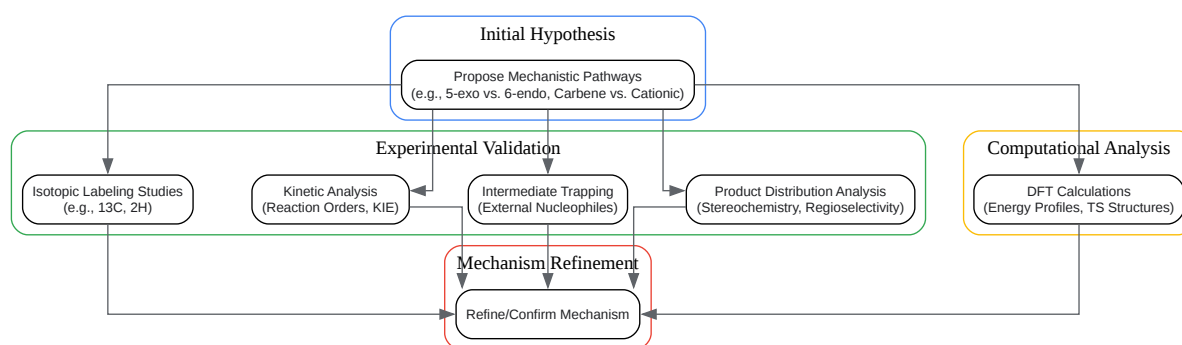 Initial Hypothesis
Propose Mechanistic Pathways
(e.g., 5-exo vs. 6-endo, Carbene vs. Cationic)
Experimental Validation
Computational Analysis
Isotopic Labeling Studies
(e.g., 13C, 2H)
Kinetic Analysis
(Reaction Orders, KIE)
Intermediate Trapping
(External Nucleophiles)
Product Distribution Analysis
(Stereochemistry, Regioselectivity)
DFT Calculations
(Energy Profiles, TS Structures)
Mechanism Refinement
Refine/Confirm Mechanism